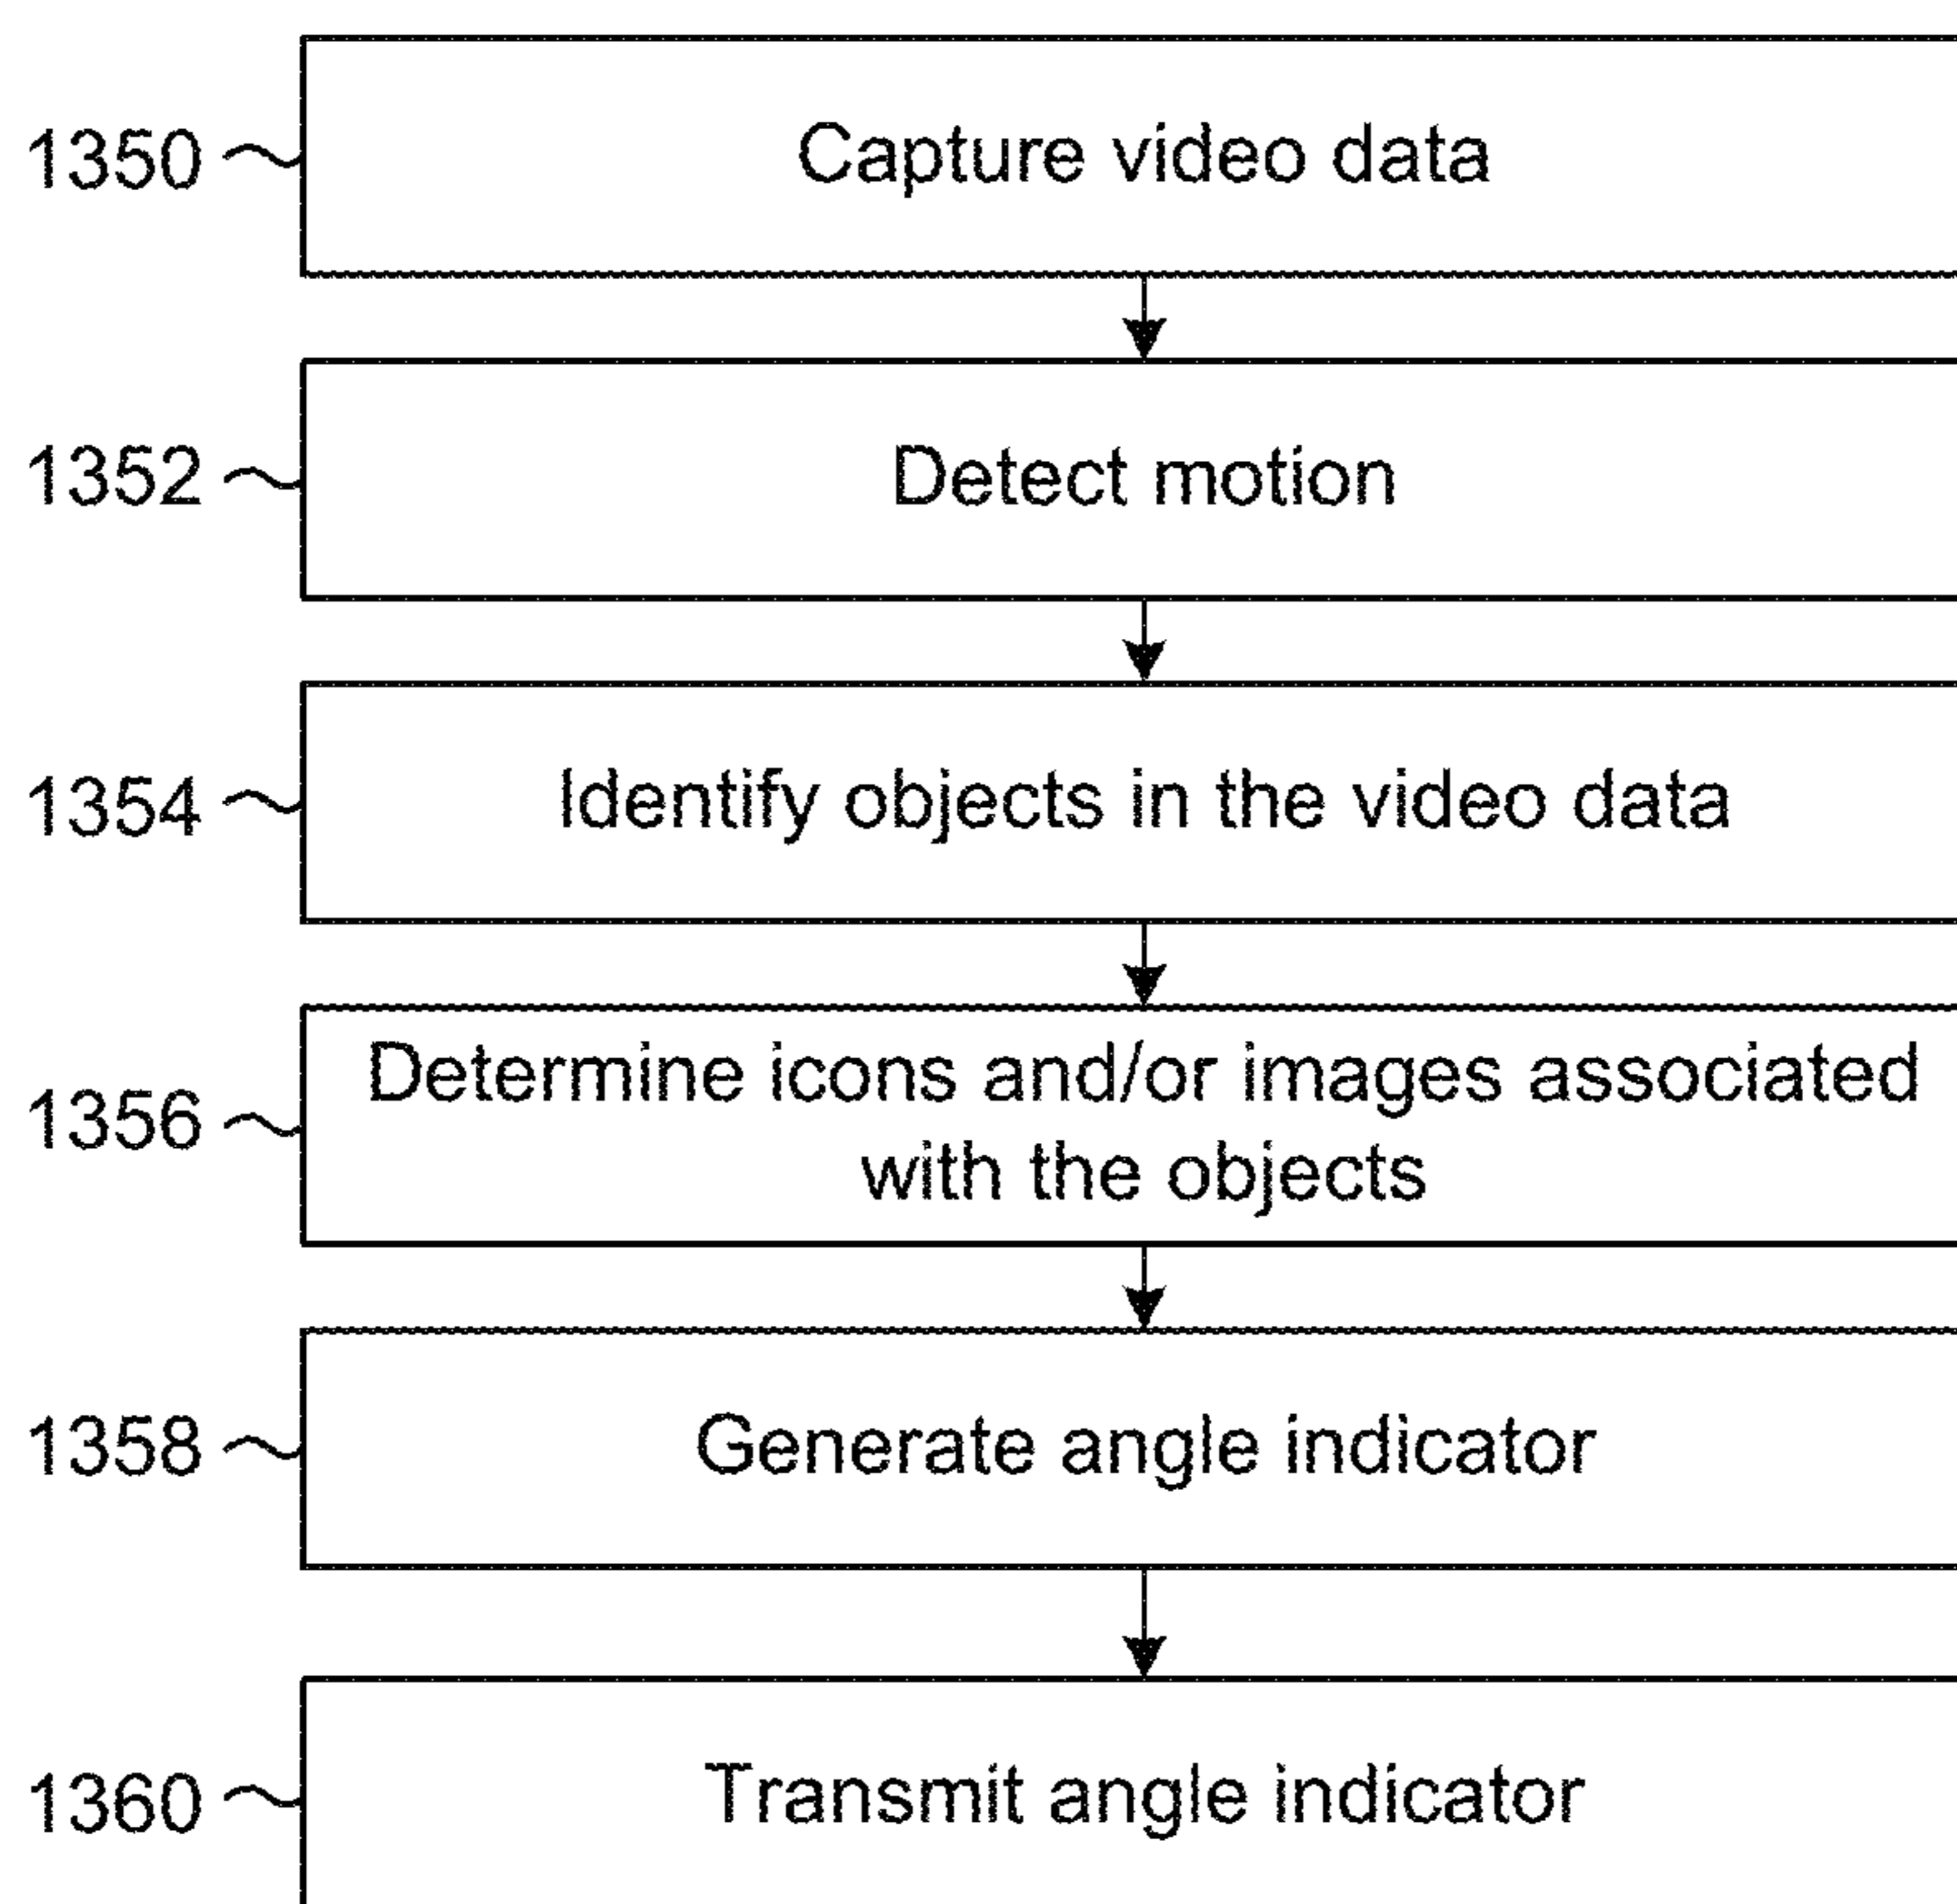 1350 Capture video data
1352 Detect motion
1354 Identify objects in the video data
1356 Determine icons and/or images associated
with the objects
1358 Generate angle indicator
1360 Transmit angle indicator